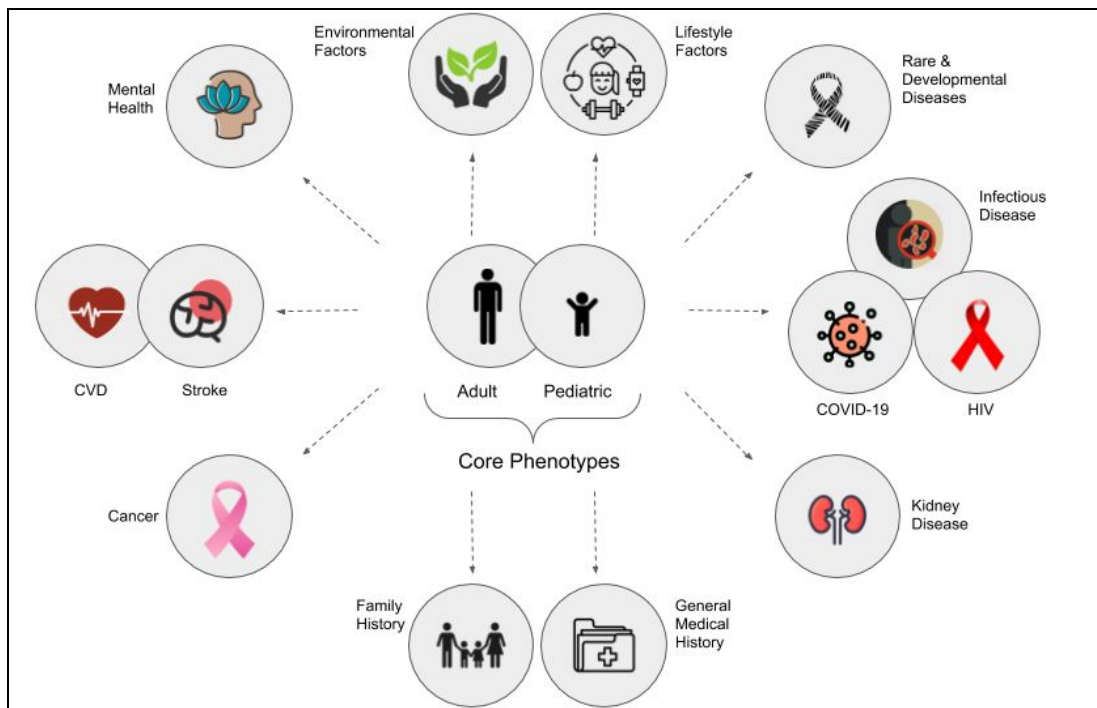 Environmental
Factors
Lifestyle
Factors
Mental
Health
Rare &
Developmental
Diseases
Infectious
Disease
CVD
Stroke
Adult
Pediatric
COVID-19
HIV
Core Phenotypes
Cancer
Kidney
Disease
Family
History
General
Medical
History